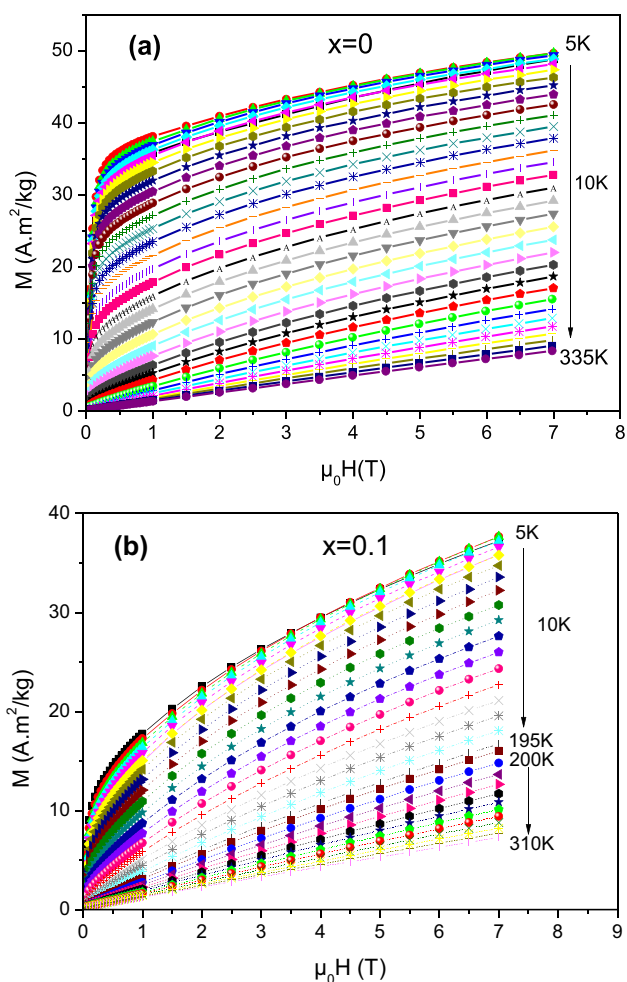 (a)
x=0
5K
10K
335K
50
40
30
20
10
0
M (A.m²/kg)
0 1 2 3 4 5 6 7 8
µ₀H(T)
(b)
x=0.1
5K
10K
195K
200K
310K
40
30
20
10
0
M (A.m²/kg)
0 1 2 3 4 5 6 7 8 9
µ₀H (T)